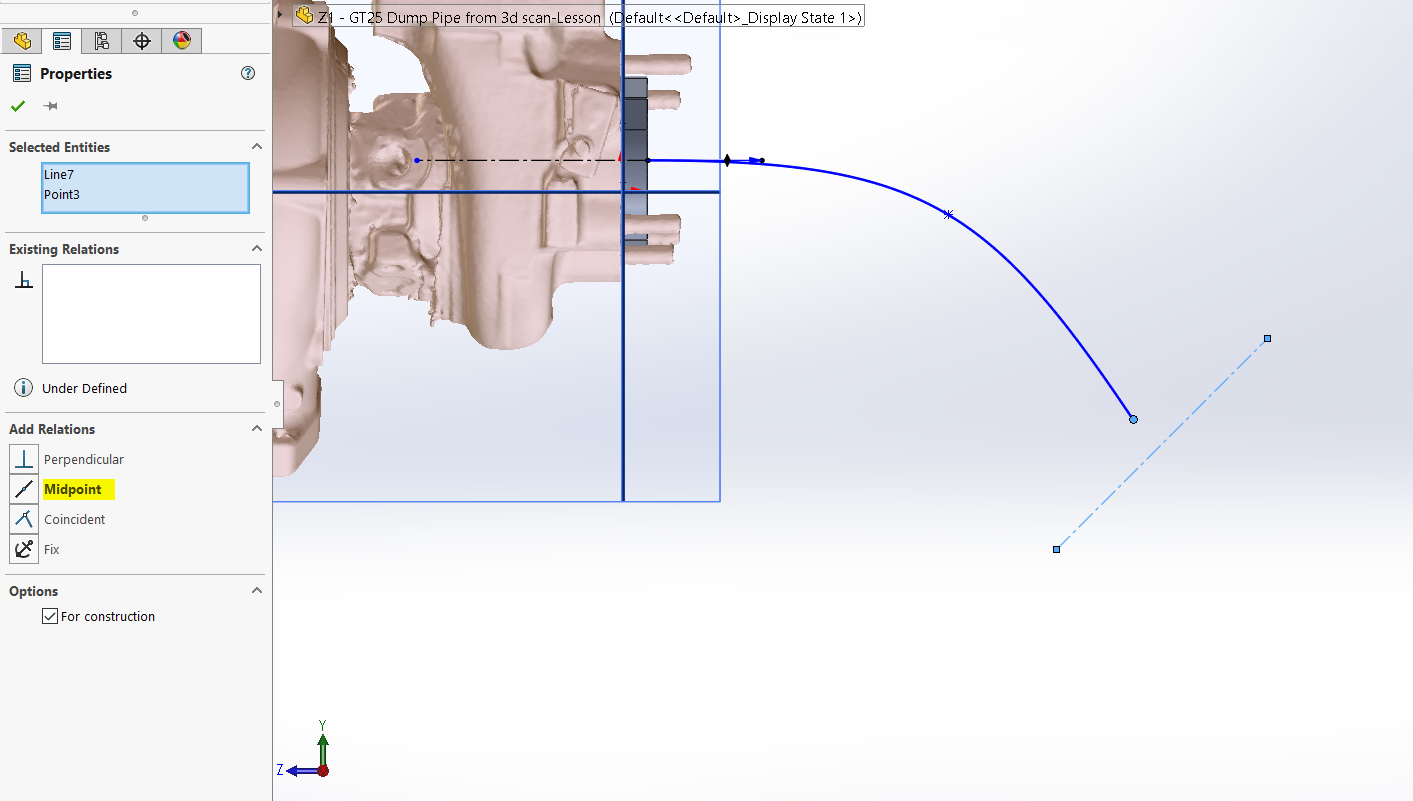 Z1 - GT25 Dump Pipe from 3d scan-Lesson (Default<<Default>_Display State 1>)
Properties
Selected Entities
Line7
Point3
Existing Relations
Under Defined
Add Relations
Perpendicular
Midpoint
Coincident
Fix
Options
For construction
Y
Z